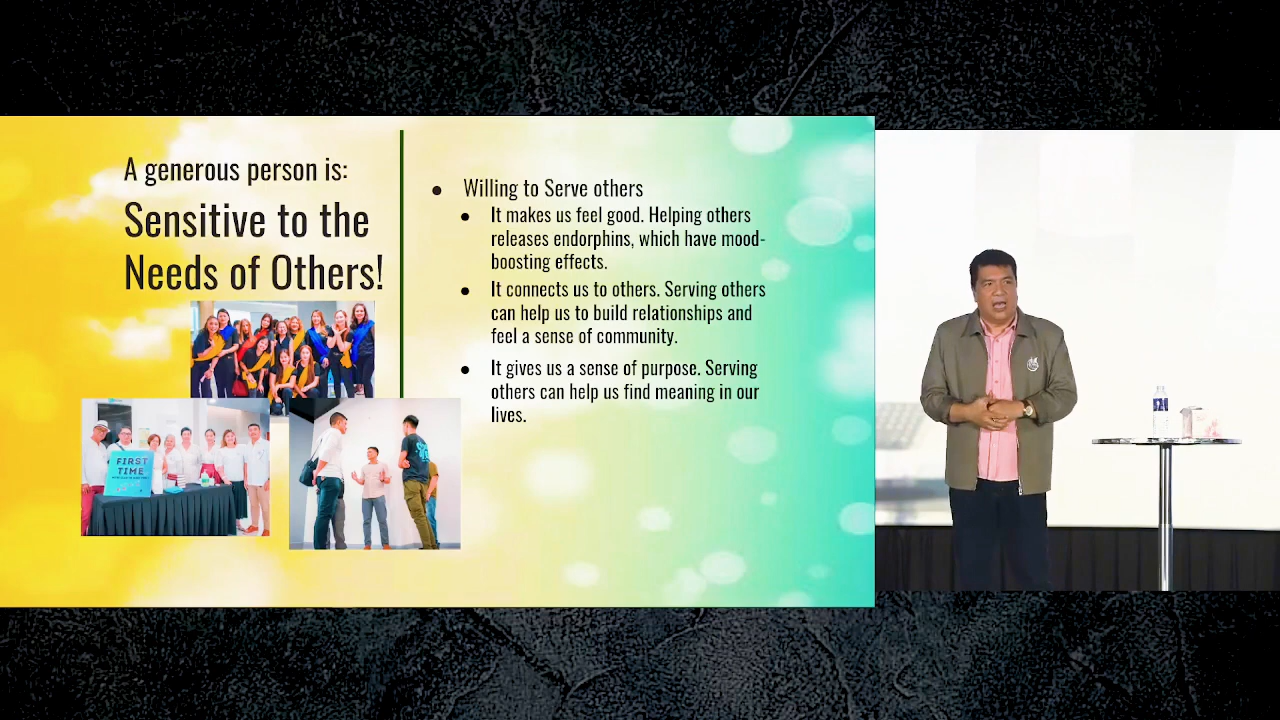 A generous person is:
Sensitive to the
Needs of Others!
FIRST
TIME
● Willing to Serve others
● It makes us feel good. Helping others
releases endorphins, which have mood-
boosting effects.
● It connects us to others. Serving others
can help us to build relationships and
feel a sense of community.
● It gives us a sense of purpose. Serving
others can help us find meaning in our
lives.